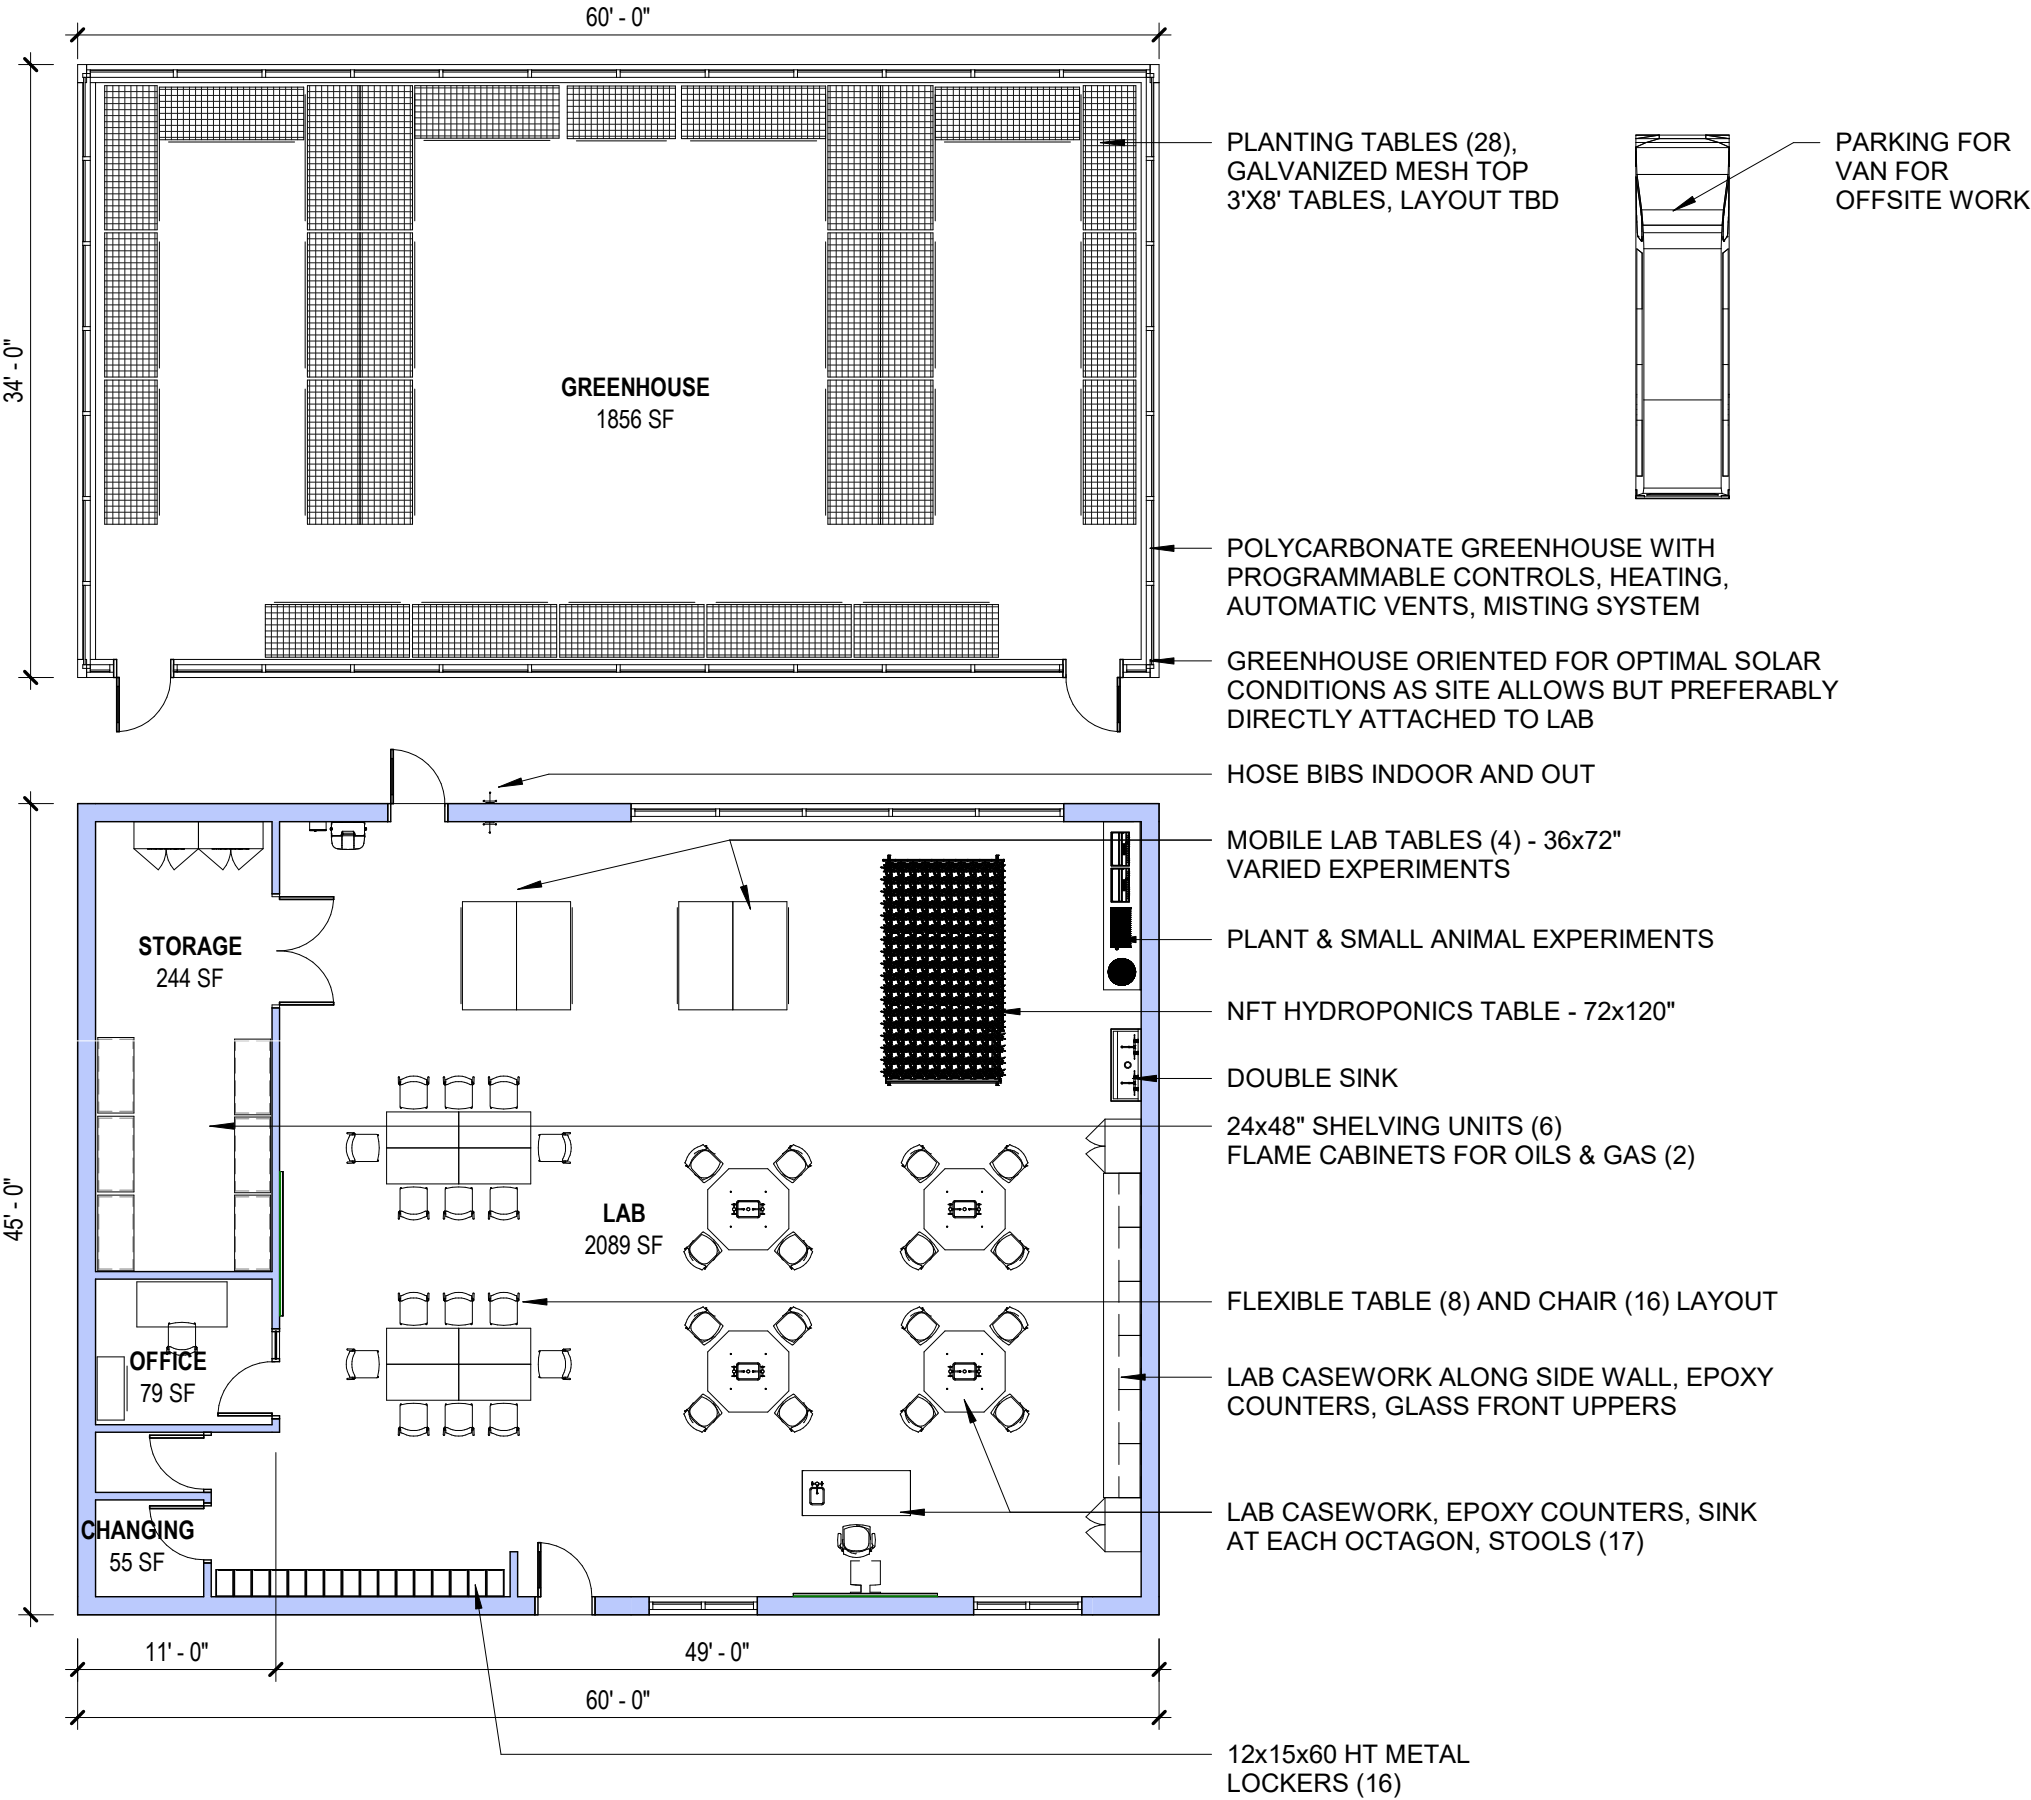 60' - 0"
34' - 0"
GREENHOUSE
1856 SF
PLANTING TABLES (28),
GALVANIZED MESH TOP
3'X8' TABLES, LAYOUT TBD
PARKING FOR
VAN FOR
OFFSITE WORK
POLYCARBONATE GREENHOUSE WITH
PROGRAMMABLE CONTROLS, HEATING,
AUTOMATIC VENTS, MISTING SYSTEM
GREENHOUSE ORIENTED FOR OPTIMAL SOLAR
CONDITIONS AS SITE ALLOWS BUT PREFERABLY
DIRECTLY ATTACHED TO LAB
HOSE BIBS INDOOR AND OUT
MOBILE LAB TABLES (4) - 36x72"
VARIED EXPERIMENTS
STORAGE
244 SF
PLANT & SMALL ANIMAL EXPERIMENTS
NFT HYDROPONICS TABLE - 72x120"
DOUBLE SINK
24x48" SHELVING UNITS (6)
FLAME CABINETS FOR OILS & GAS (2)
45' - 0"
LAB
2089 SF
FLEXIBLE TABLE (8) AND CHAIR (16) LAYOUT
OFFICE
79 SF
LAB CASEWORK ALONG SIDE WALL, EPOXY
COUNTERS, GLASS FRONT UPPERS
CHANGING
55 SF
LAB CASEWORK, EPOXY COUNTERS, SINK
AT EACH OCTAGON, STOOLS (17)
11' - 0"
49' - 0"
60' - 0"
12x15x60 HT METAL
LOCKERS (16)